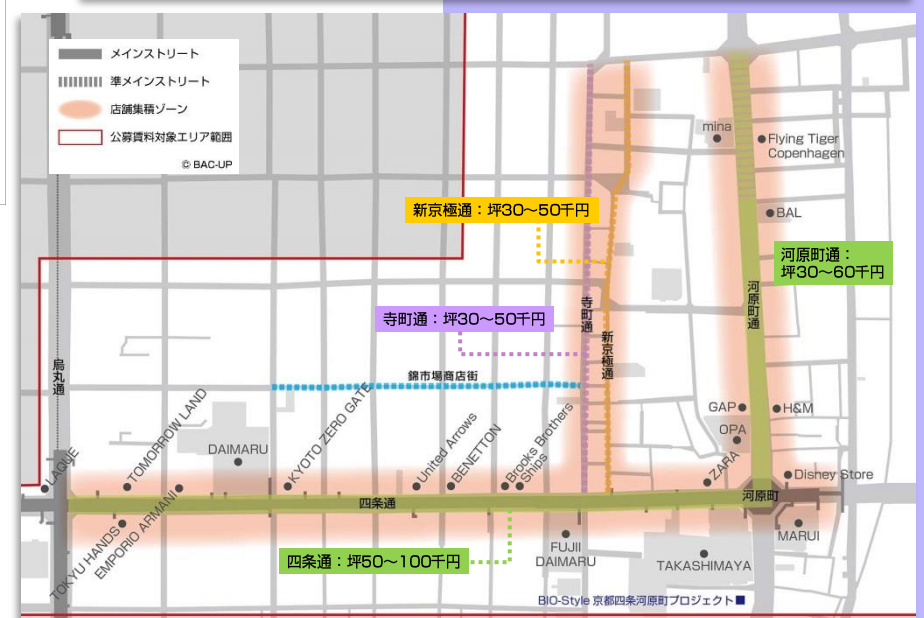 メインストリート
準メインストリート
店舗集積ゾーン
公募賃料対象エリア範囲
© BAC-UP
mina
Flying Tiger
Copenhagen
BAL
新京極通：坪30～50千円
河原町通：
坪30～60千円
寺町通：坪30～50千円
寺町通
新京極通
河原町通
烏丸通
錦市場商店街
GAP
H&M
OPA
ZARA
Disney Store
LAQUE
TOMORROW LAND
DAIMARU
KYOTO ZERO GATE
United Arrows
BENETTON
Brooks Brothers
Ships
四条通
河原町
TOKYU HANDS
EMPORIO ARMANI
四条通：坪50～100千円
FUJII
DAIMARU
TAKASHIMAYA
MARUI
BIO-Style 京都四条河原町プロジェクト